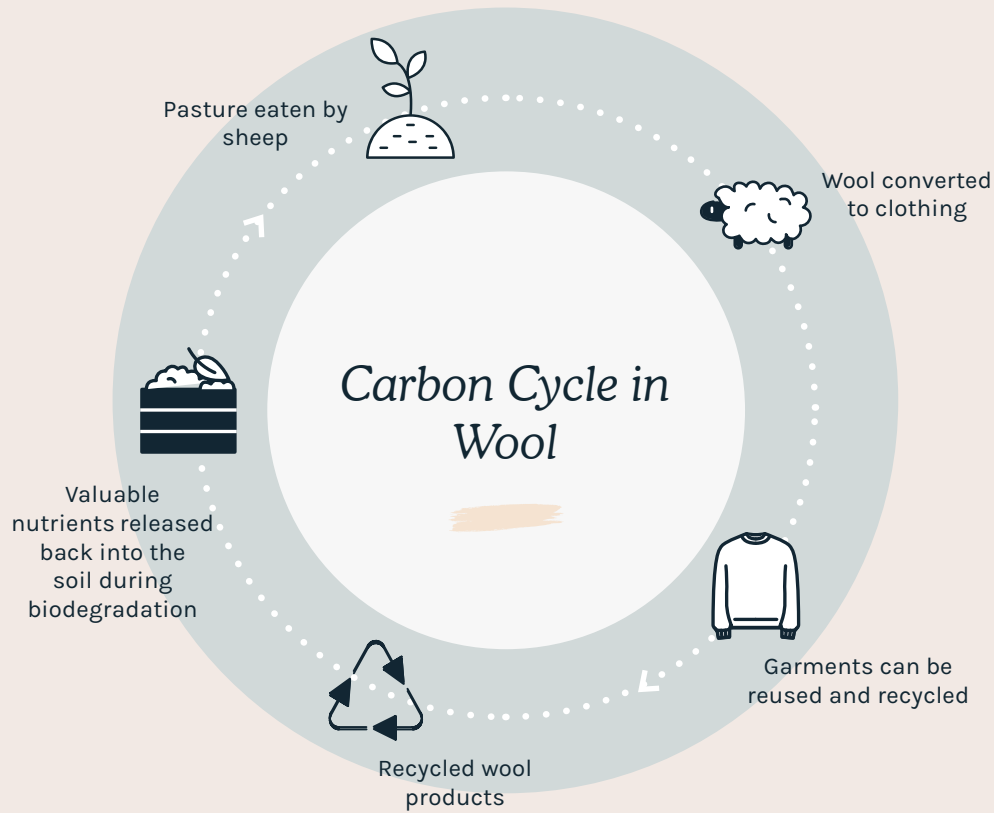 Pasture eaten by
sheep
Wool converted
to clothing
Carbon Cycle in
Wool
Valuable
nutrients released
back into the
soil during
biodegradation
Garments can be
reused and recycled
Recycled wool
products